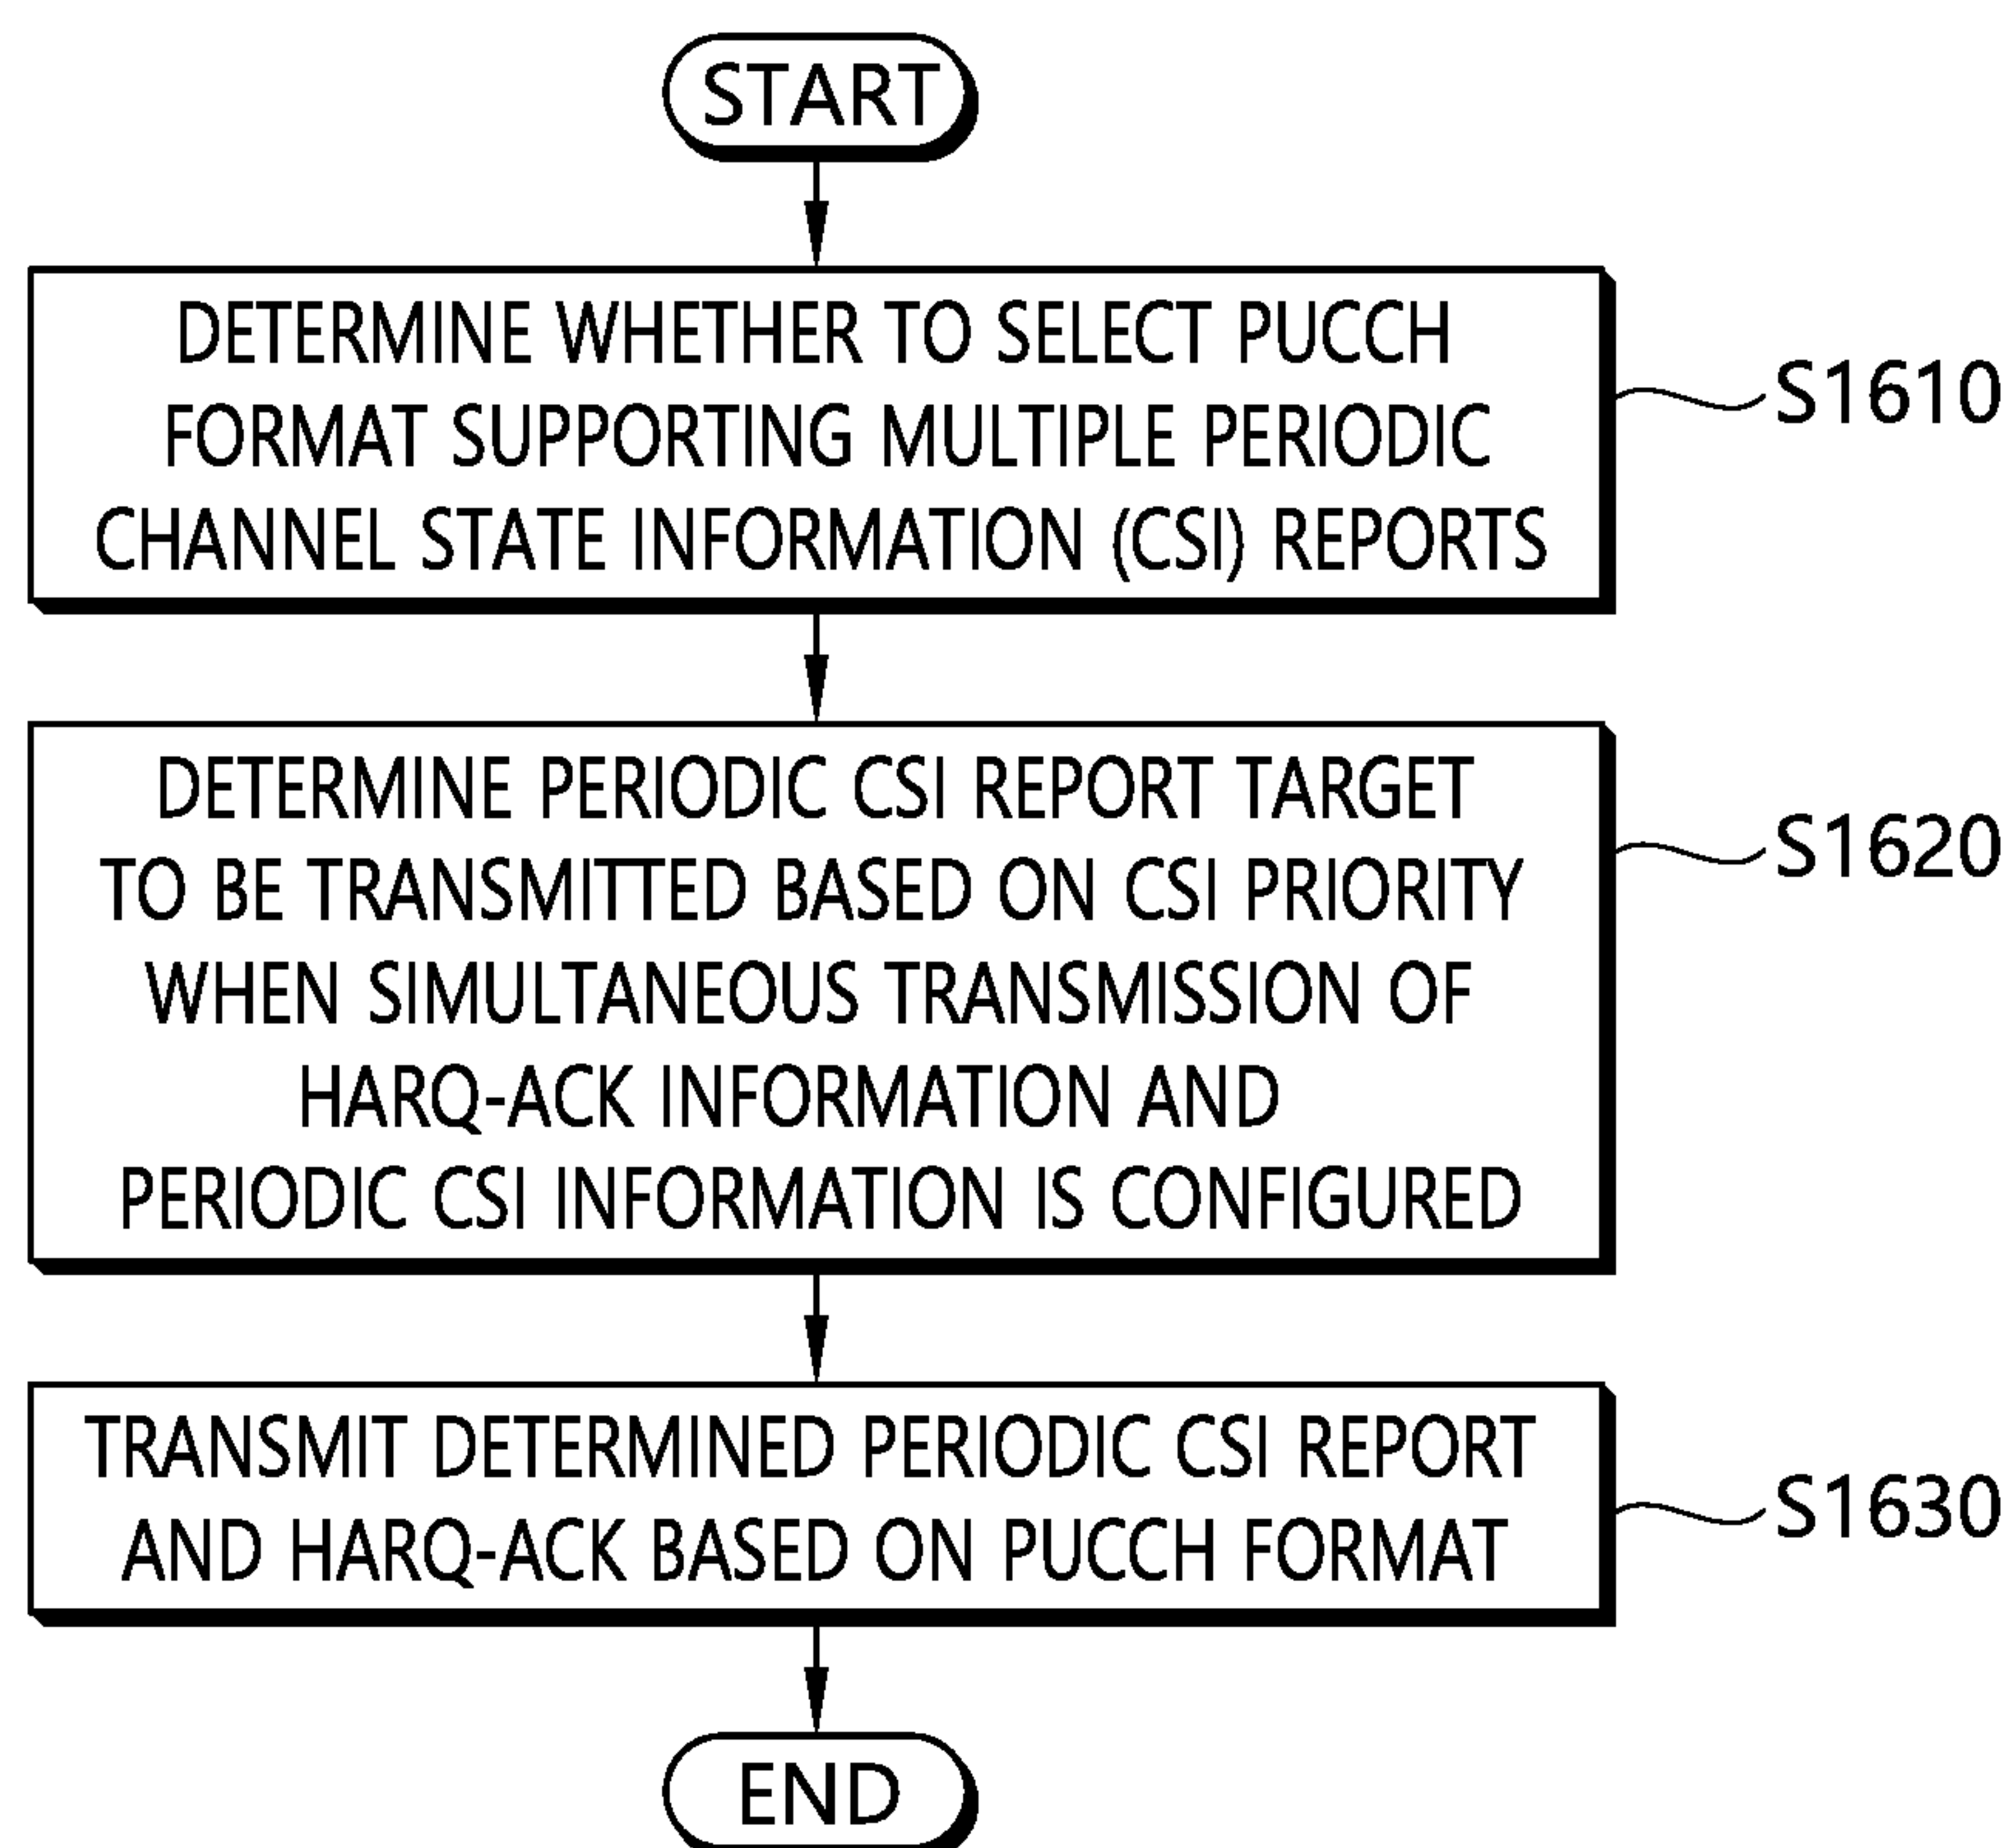 START
DETERMINE WHETHER TO SELECT PUCCH
FORMAT SUPPORTING MULTIPLE PERIODIC
CHANNEL STATE INFORMATION (CSI) REPORTS
S1610
DETERMINE PERIODIC CSI REPORT TARGET
TO BE TRANSMITTED BASED ON CSI PRIORITY
WHEN SIMULTANEOUS TRANSMISSION OF
HARQ-ACK INFORMATION AND
PERIODIC CSI INFORMATION IS CONFIGURED
S1620
TRANSMIT DETERMINED PERIODIC CSI REPORT
AND HARQ-ACK BASED ON PUCCH FORMAT
S1630
END